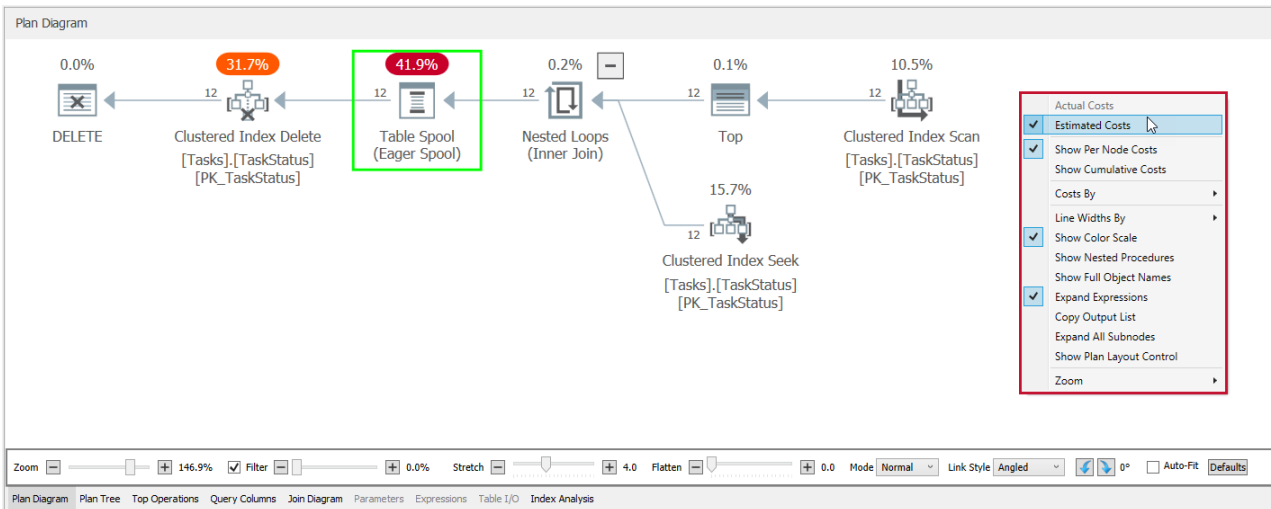 Plan Diagram
0.0%
31.7%
41.9%
0.2%
0.1%
10.5%
12
12
12
12
12
DELETE
Clustered Index Delete
[Tasks].[TaskStatus]
[PK_TaskStatus]
Table Spool
(Eager Spool)
Nested Loops
(Inner Join)
Top
Clustered Index Scan
[Tasks].[TaskStatus]
[PK_TaskStatus]
15.7%
12
Clustered Index Seek
[Tasks].[TaskStatus]
[PK_TaskStatus]
Actual Costs
Estimated Costs
Show Per Node Costs
Show Cumulative Costs
Costs By
Line Widths By
Show Color Scale
Show Nested Procedures
Show Full Object Names
Expand Expressions
Copy Output List
Expand All Subnodes
Show Plan Layout Control
Zoom
Zoom 146.9% Filter 0.0% Stretch 4.0 Flatten 0.0 Mode Normal Link Style Angled 0° Auto-Fit Defaults
Plan Diagram Plan Tree Top Operations Query Columns Join Diagram Parameters Expressions Table I/O Index Analysis